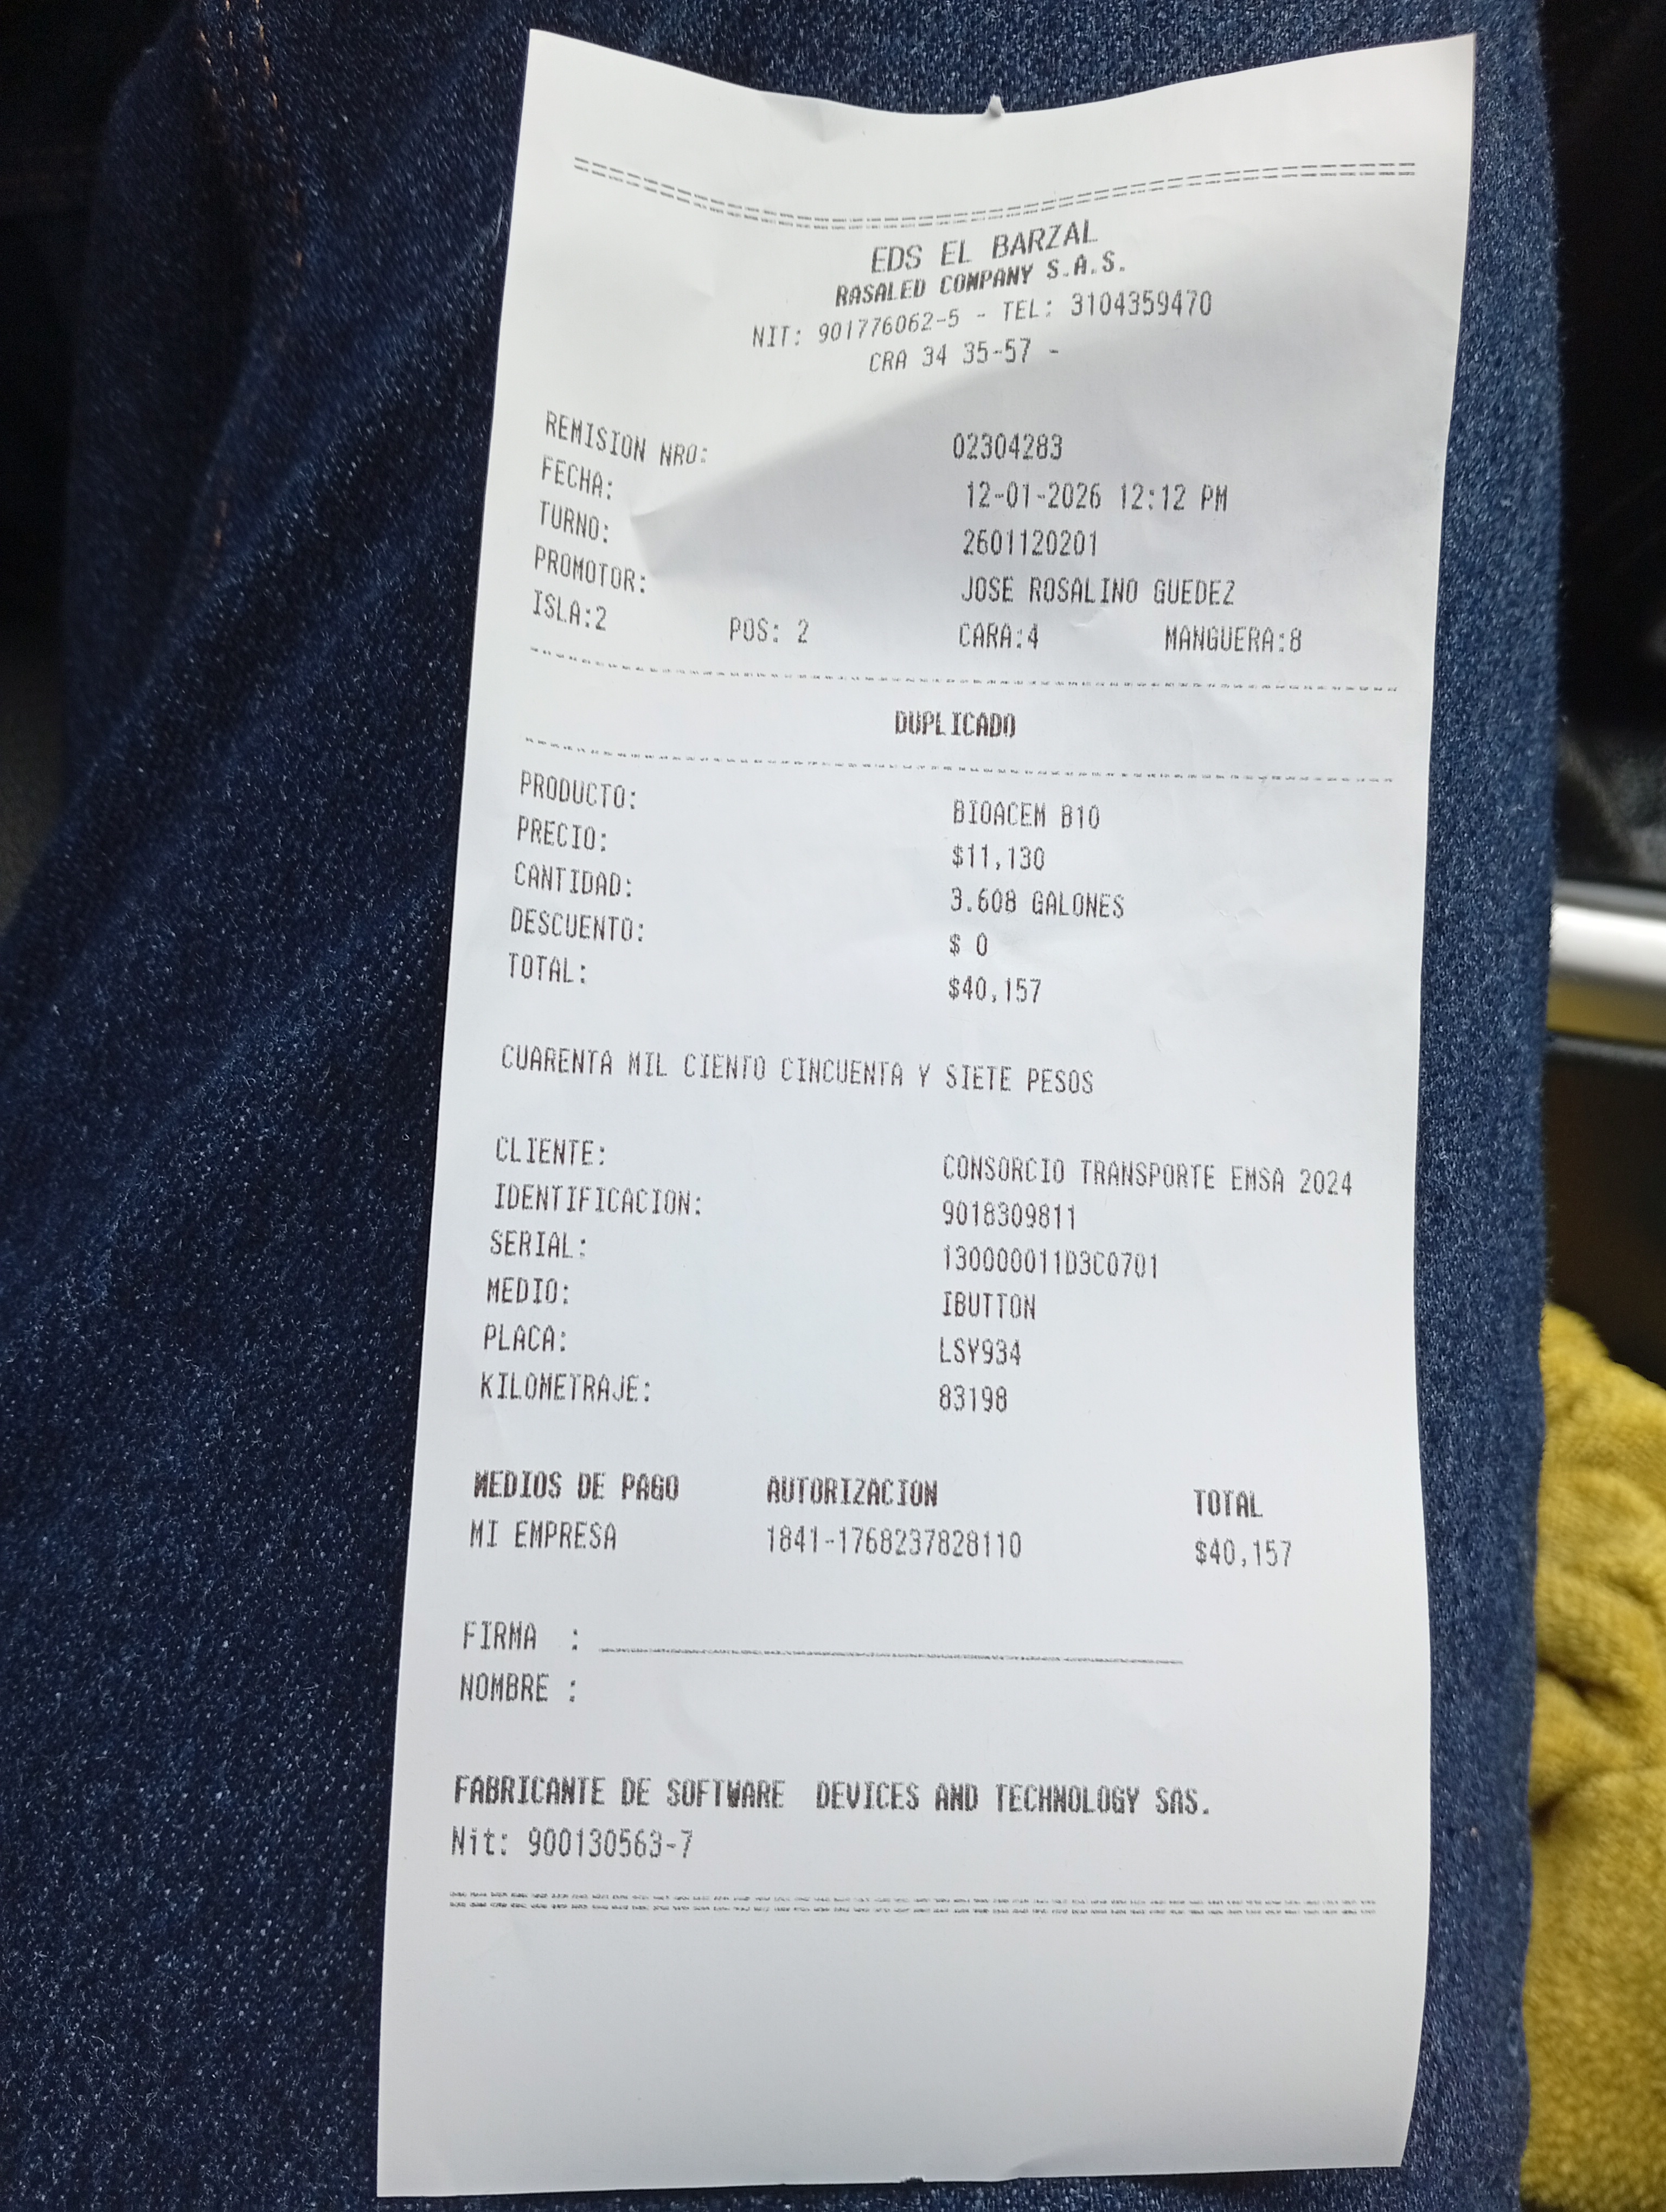 EDS EL BARZAL
RASALED COMPANY S.A.S.
NIT: 901776062-5 - TEL: 3104359470
CRA 34 35-57 -
REMISION NRO: 02304283
FECHA: 12-01-2026 12:12 PM
TURNO: 2601120201
PROMOTOR: JOSE ROSALINO GUEDEZ
ISLA:2 POS: 2 CARA:4 MANGUERA:8
DUPLICADO
PRODUCTO: BIOACEM B10
PRECIO: $11,130
CANTIDAD: 3.608 GALONES
DESCUENTO: $ 0
TOTAL: $40,157
CUARENTA MIL CIENTO CINCUENTA Y SIETE PESOS
CLIENTE: CONSORCIO TRANSPORTE EMSA 2024
IDENTIFICACION: 9018309811
SERIAL: 130000011D3C0701
MEDIO: IBUTTON
PLACA: LSY934
KILOMETRAJE: 83198
MEDIOS DE PAGO AUTORIZACION TOTAL
MI EMPRESA 1841-1768237828110 $40,157
FIRMA :
NOMBRE :
FABRICANTE DE SOFTWARE DEVICES AND TECHNOLOGY SAS.
Nit: 900130563-7